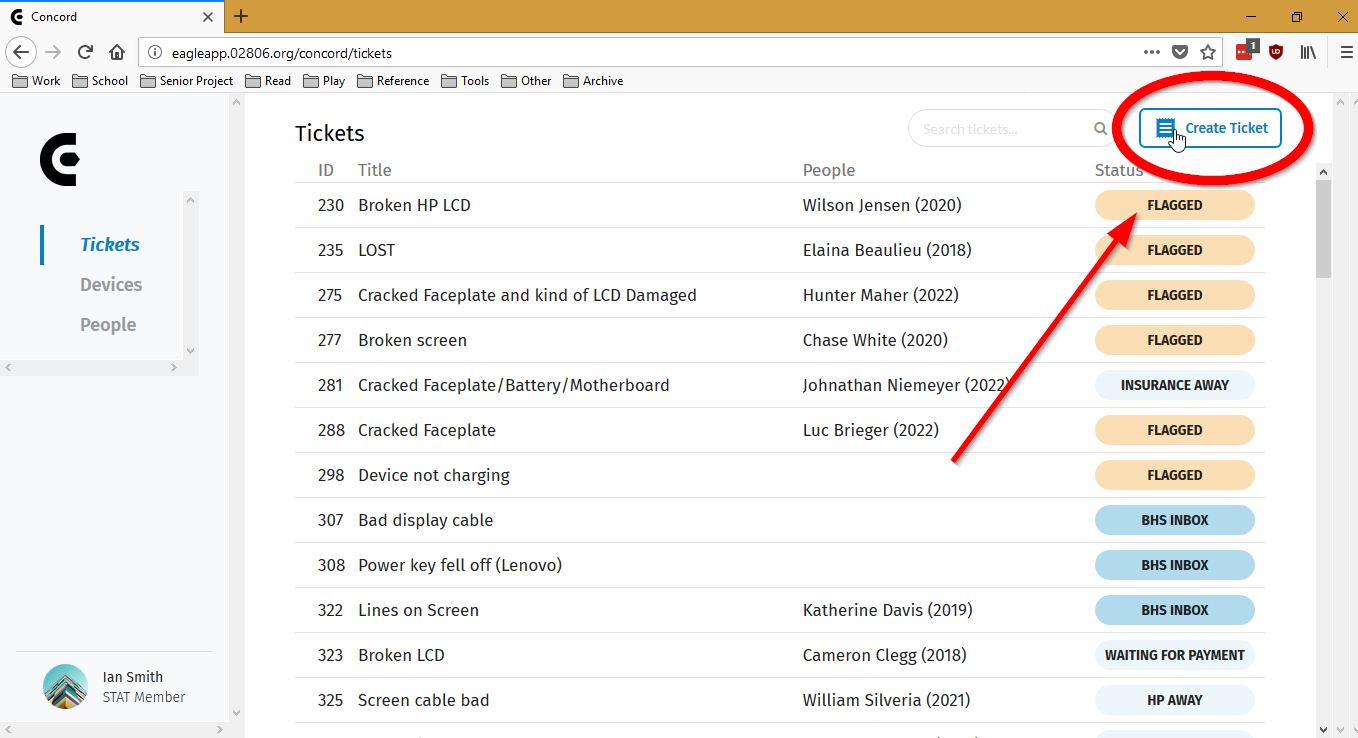 Concord
eagleapp.02806.org/concord/tickets
1
Work School Senior Project Read Play Reference Tools Other Archive
Tickets
Search tickets...
Create Ticket
ID Title People Status
230 Broken HP LCD Wilson Jensen (2020) FLAGGED
Tickets
235 LOST Elaina Beaulieu (2018) FLAGGED
Devices
275 Cracked Faceplate and kind of LCD Damaged Hunter Maher (2022) FLAGGED
People
277 Broken screen Chase White (2020) FLAGGED
281 Cracked Faceplate/Battery/Motherboard Johnathan Niemeyer (2022) INSURANCE AWAY
288 Cracked Faceplate Luc Brieger (2022) FLAGGED
298 Device not charging FLAGGED
307 Bad display cable BHS INBOX
308 Power key fell off (Lenovo) BHS INBOX
322 Lines on Screen Katherine Davis (2019) BHS INBOX
323 Broken LCD Cameron Clegg (2018) WAITING FOR PAYMENT
325 Screen cable bad William Silveria (2021) HP AWAY
Ian Smith
STAT Member